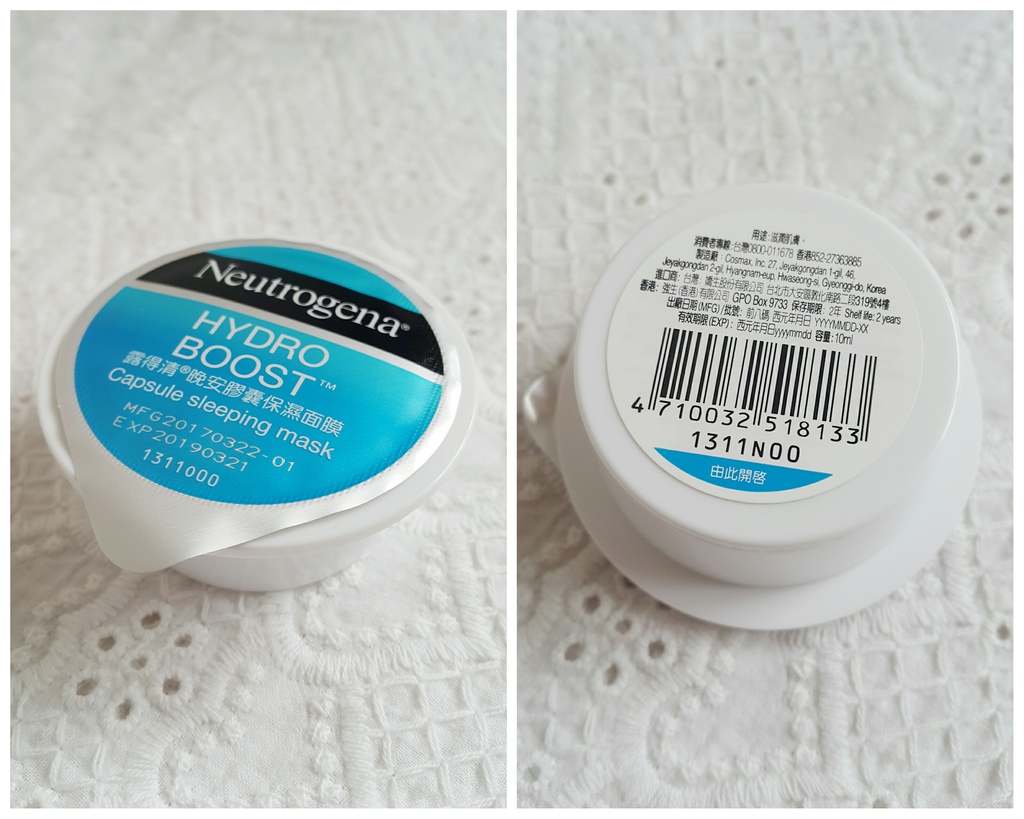 Neutrogena®
HYDRO
BOOST™
露得清®晚安膠囊保濕面膜
Capsule sleeping mask
MFG20170322-01
EXP20190321
1311000
用途:滋潤肌膚。
消費者專線:台灣0800-011678 香港852-27363885
製造廠: Cosmax, Inc. 27, Jeyakgongdan 1-gil, 46,
Jeyakgongdan 2-gil, Hyangnam-eup, Hwaseong-si, Gyeonggi-do, Korea
進口商: 台灣: 嬌生股份有限公司 台北市大安區敦化南路二段319號4樓
香港: 強生(香港)有限公司 GPO Box 9733 保存期限: 2年 Shelf life: 2 years
出廠日期(MFG)/批號: 前八碼 西元年月日 YYYYMMDD-XX
有效期限(EXP): 西元年月日yyyymmdd 容量:10ml
4 710032 518133
1311N00
由此開啓